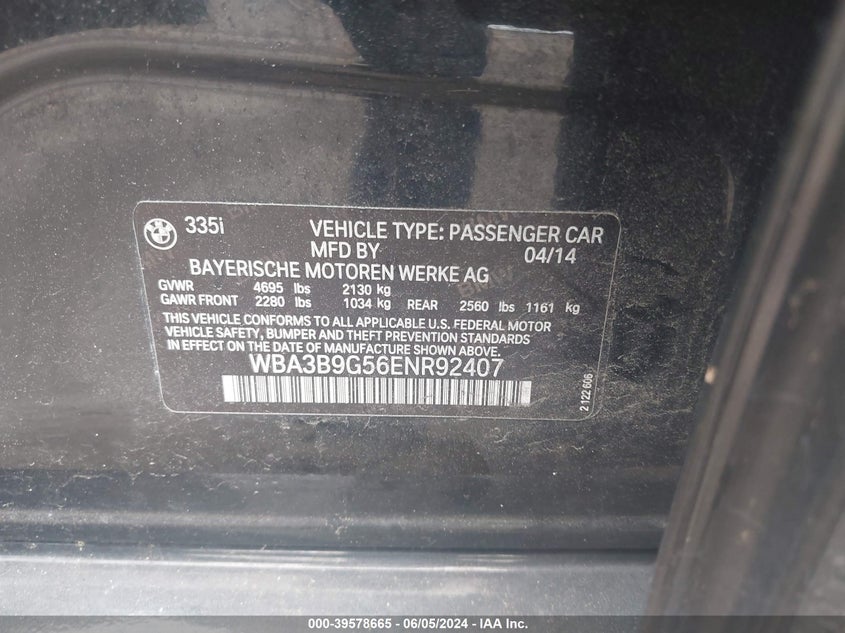 335i VEHICLE TYPE: PASSENGER CAR
MFD BY 04/14
BAYERISCHE MOTOREN WERKE AG
GVWR 4695 lbs 2130 kg
GAWR FRONT 2280 lbs 1034 kg REAR 2560 lbs 1161 kg
THIS VEHICLE CONFORMS TO ALL APPLICABLE U.S. FEDERAL MOTOR
VEHICLE SAFETY, BUMPER AND THEFT PREVENTION STANDARDS
IN EFFECT ON THE DATE OF MANUFACTURE SHOWN ABOVE.
WBA3B9G56ENR92407
2 122 606
000-39578665 - 06/05/2024 - IAA Inc.